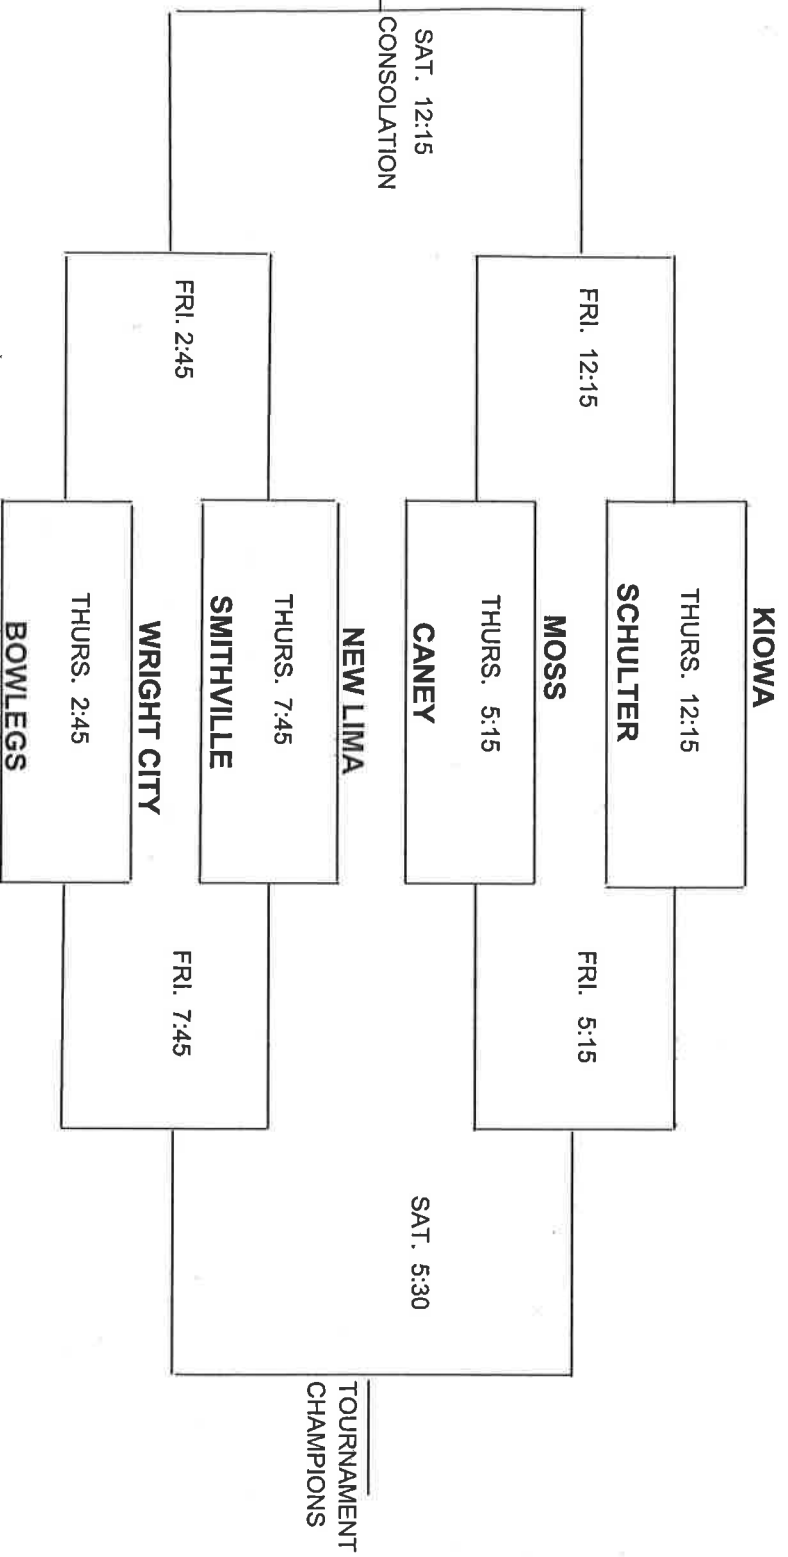 KIOWA
THURS. 12:15
SCHULTER
FRI. 12:15
FRI. 5:15
MOSS
THURS. 5:15
CANEY
SAT. 12:15
CONSOLATION
SAT. 5:30
TOURNAMENT
CHAMPIONS
NEW LIMA
THURS. 7:45
SMITHVILLE
FRI. 2:45
FRI. 7:45
WRIGHT CITY
THURS. 2:45
BOWLEGS